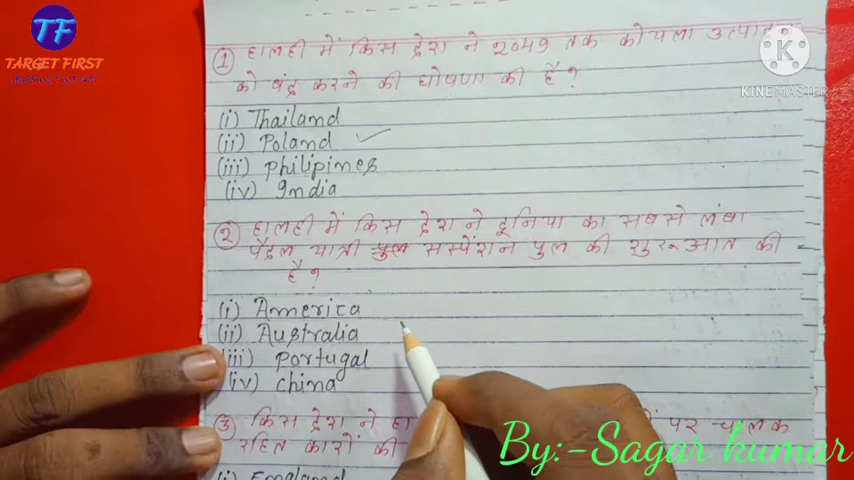 TF
TARGET FIRST
① हालही में किस देश ने 2049 तक कोयला उत्पादन
को बंद करने की घोषणा की है?
(i) Thailand
(ii) Poland ✓
(iii) Philipines
(iv) India
② हालही में किस देश ने दूनिया का सबसे लंबा
पैदल यात्री सस्पेंशन पुल की शुरूआत की
है?
(i) America
(ii) Australia
(iii) Portugal
(iv) China
③ किस देश ने पर चालक
रहित कारों की
(i) England
K
KINEMASTER
By:-Sagar kumar